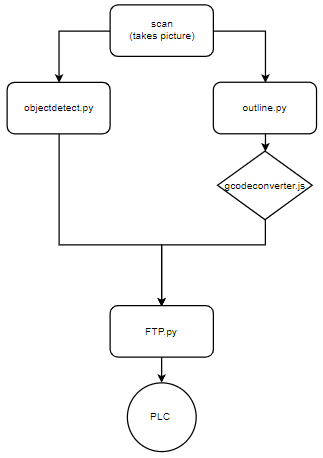 scan
(takes picture)
objectdetect.py
outline.py
gcodeconverter.js
FTP.py
PLC